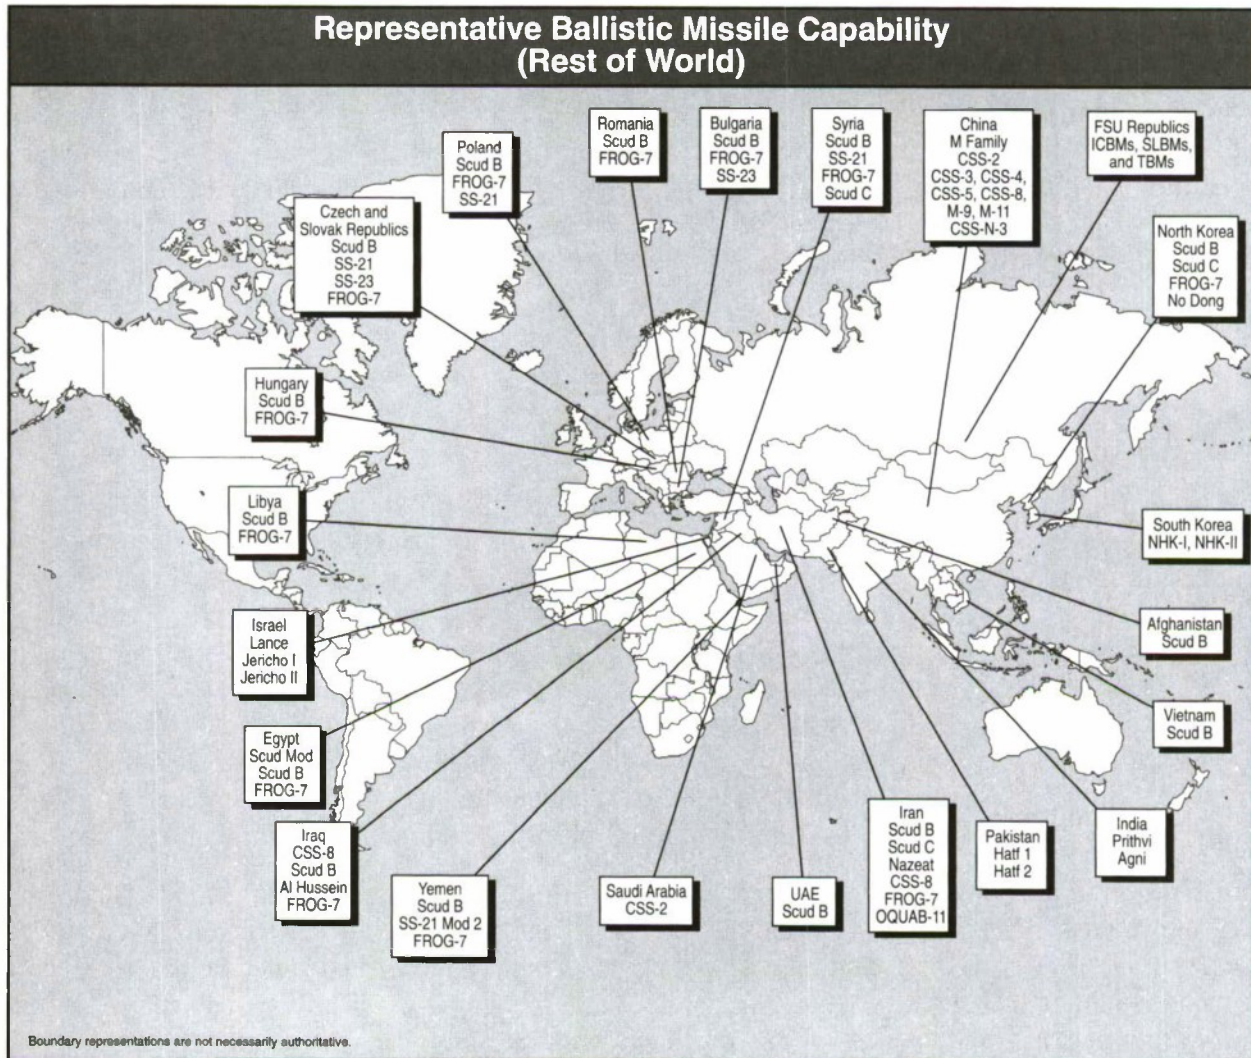 Representative Ballistic Missile Capability
(Rest of World)
Poland
Scud B
FROG-7
SS-21
Romania
Scud B
FROG-7
Bulgaria
Scud B
FROG-7
SS-23
Syria
Scud B
SS-21
FROG-7
Scud C
China
M Family
CSS-2
CSS-3, CSS-4,
CSS-5, CSS-8,
M-9, M-11
CSS-N-3
FSU Republics
ICBMs, SLBMs,
and TBMs
Czech and
Slovak Republics
Scud B
SS-21
SS-23
FROG-7
North Korea
Scud B
Scud C
FROG-7
No Dong
Hungary
Scud B
FROG-7
Libya
Scud B
FROG-7
South Korea
NHK-I, NHK-II
Israel
Lance
Jericho I
Jericho II
Afghanistan
Scud B
Egypt
Scud Mod
Scud B
FROG-7
Vietnam
Scud B
Iraq
CSS-8
Scud B
Al Hussein
FROG-7
Yemen
Scud B
SS-21 Mod 2
FROG-7
Saudi Arabia
CSS-2
UAE
Scud B
Iran
Scud B
Scud C
Nazeat
CSS-8
FROG-7
OQUAB-11
Pakistan
Hatf 1
Hatf 2
India
Prithvi
Agni
Boundary representations are not necessarily authoritative.